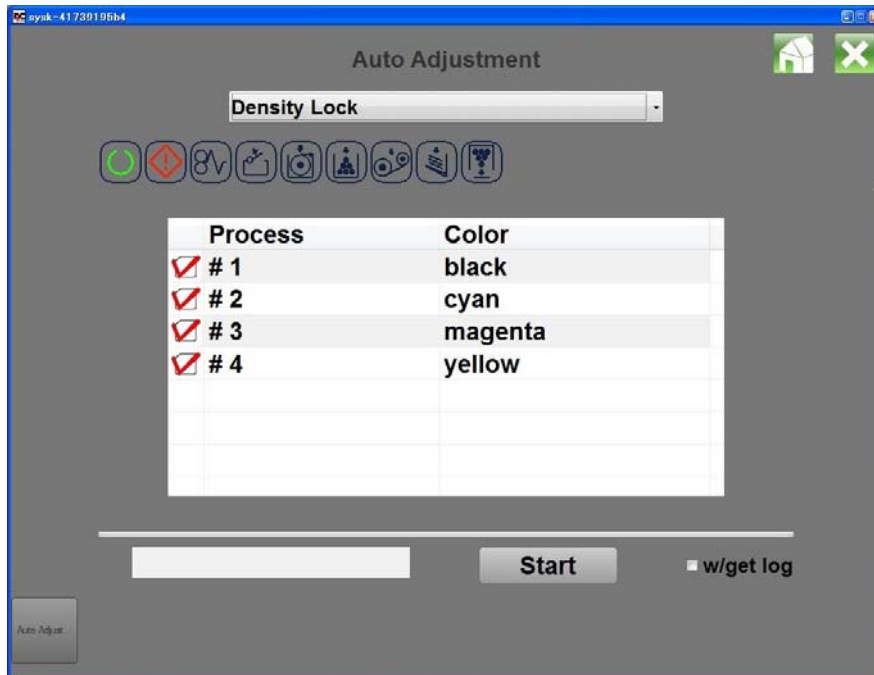 sysk-41739195b4
Auto Adjustment
Density Lock
Process Color
# 1 black
# 2 cyan
# 3 magenta
# 4 yellow
Start w/get log
Auto Adjust